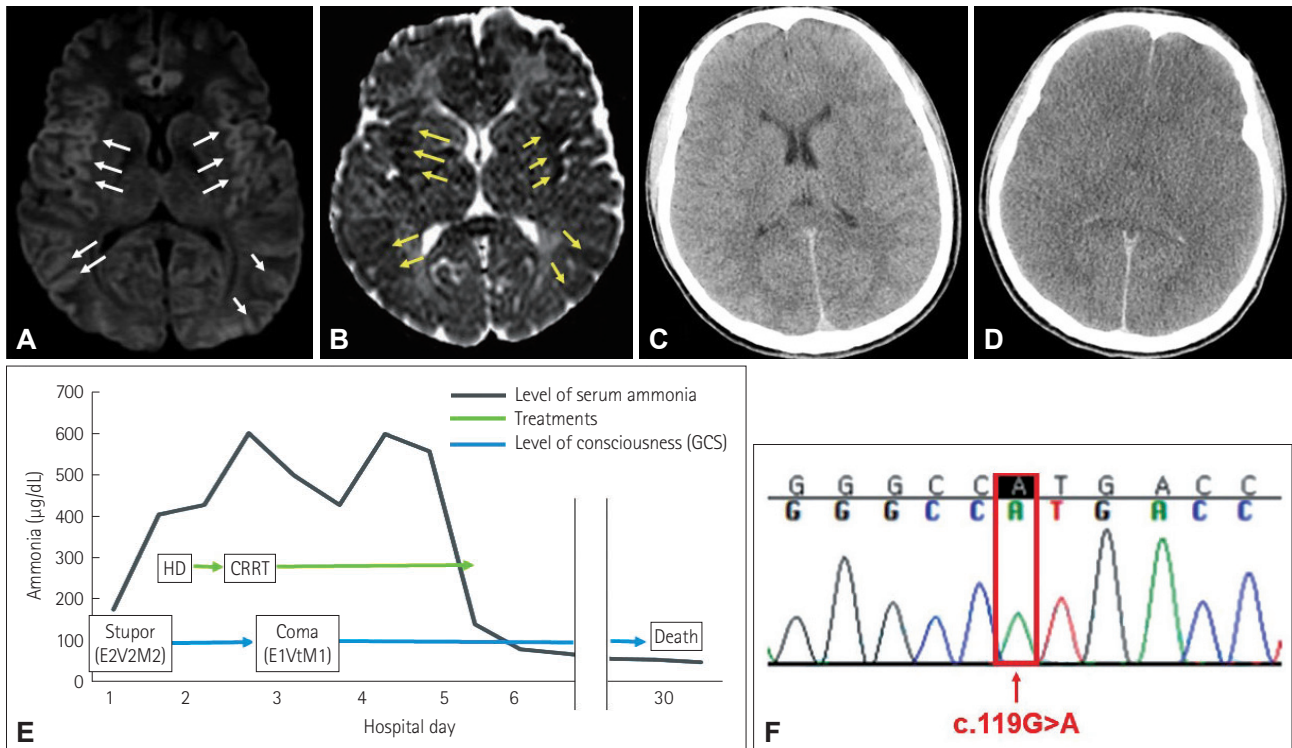 A
B
C
D
700
600
500
400
300
200
100
0
Ammonia (µg/dL)
Level of serum ammonia
Treatments
Level of consciousness (GCS)
HD
CRRT
Stupor
(E2V2M2)
Coma
(E1VtM1)
Death
1 2 3 4 5 6 30
Hospital day
E
G G G C C A T G A C C
G G G C C A T G A C C
c.119G>A
F